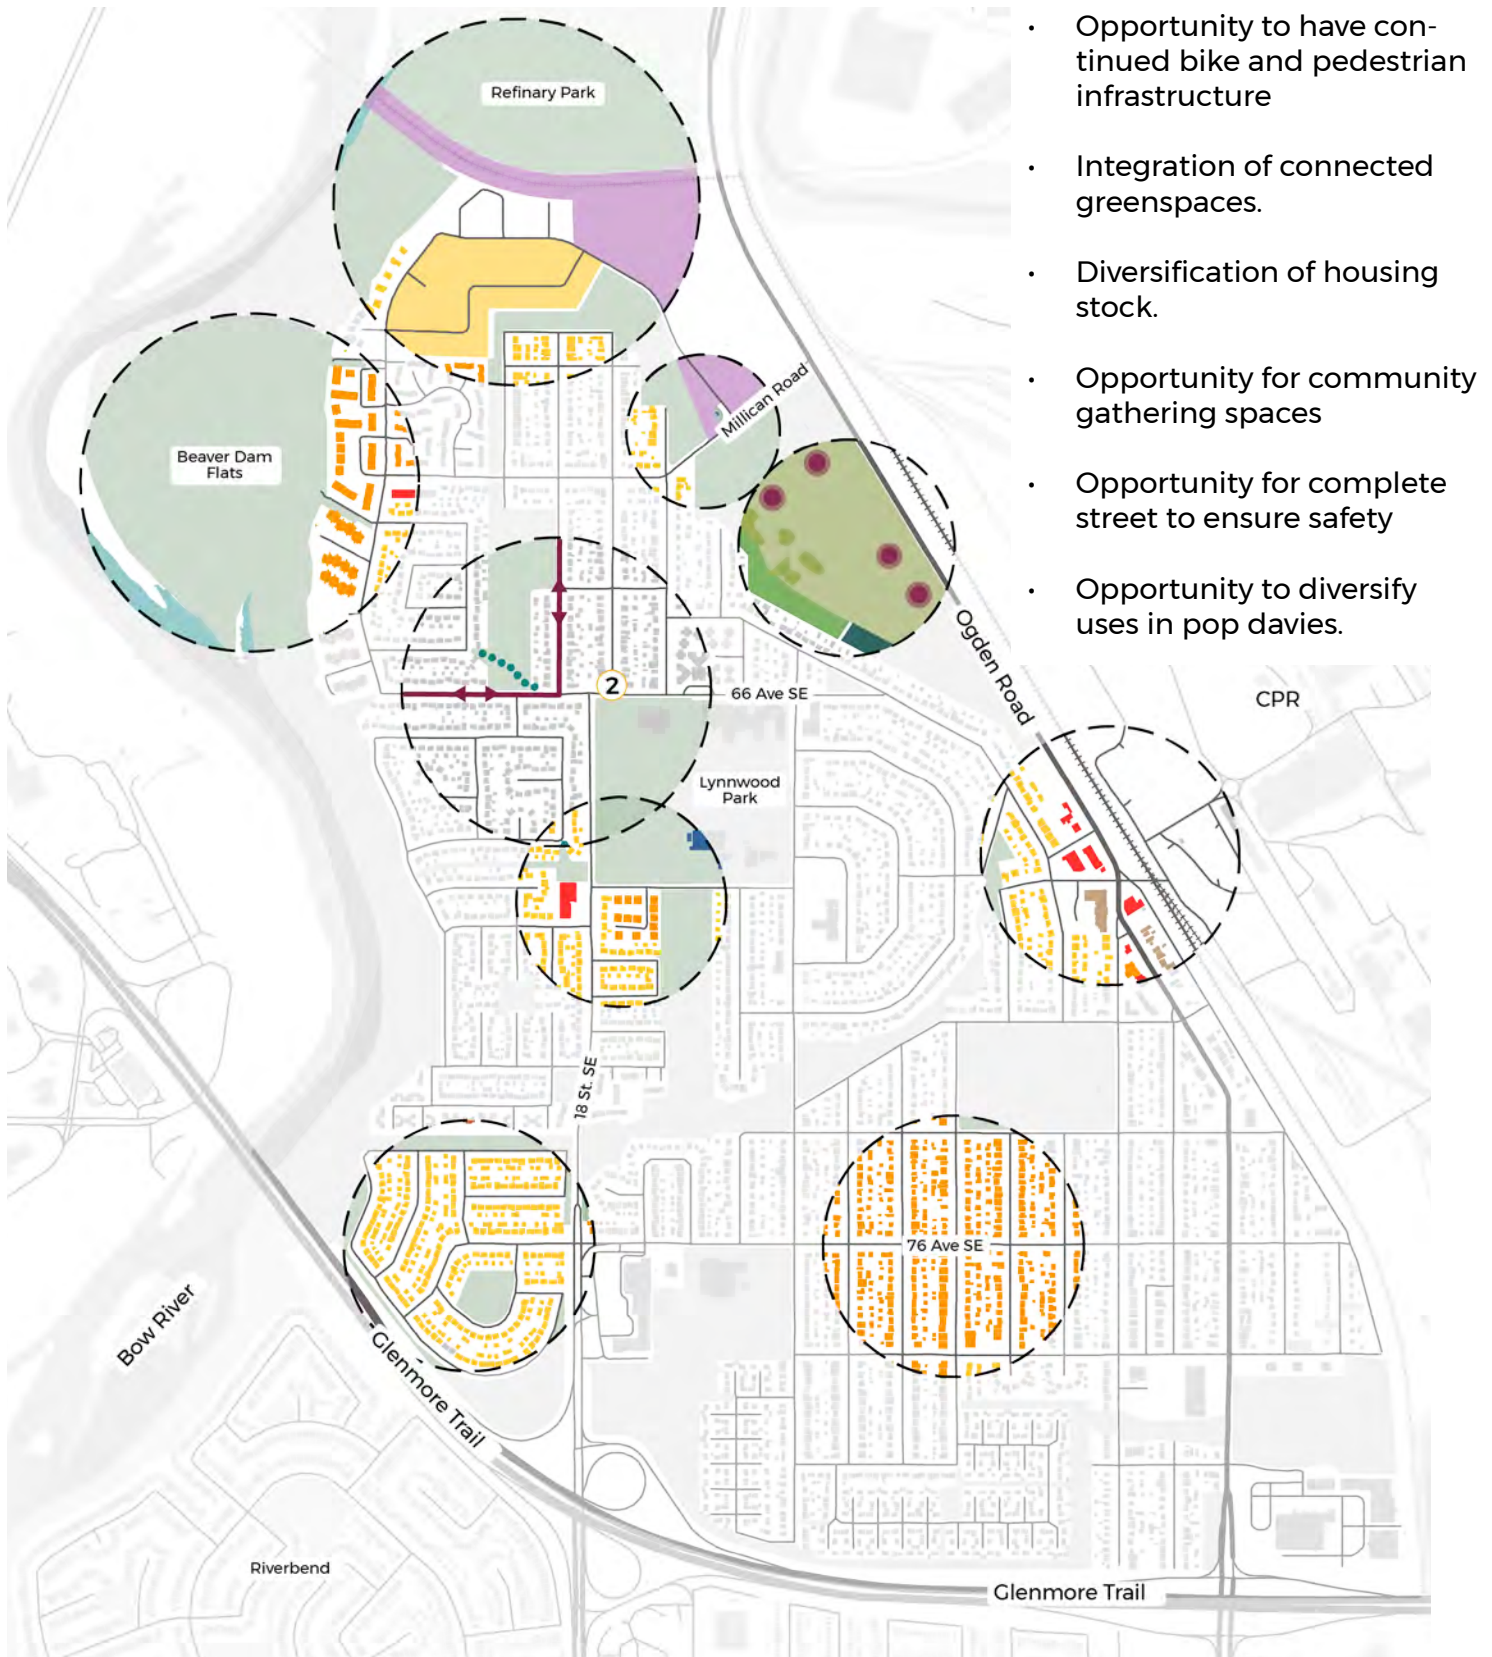 • Opportunity to have con-
tinued bike and pedestrian
infrastructure
• Integration of connected
greenspaces.
• Diversification of housing
stock.
• Opportunity for community
gathering spaces
• Opportunity for complete
street to ensure safety
• Opportunity to diversify
uses in pop davies.
Refinary Park
Millican Road
Beaver Dam
Flats
Ogden Road
2
66 Ave SE
CPR
Lynnwood
Park
18 St. SE
76 Ave SE
Bow River
Glenmore Trail
Riverbend
Glenmore Trail